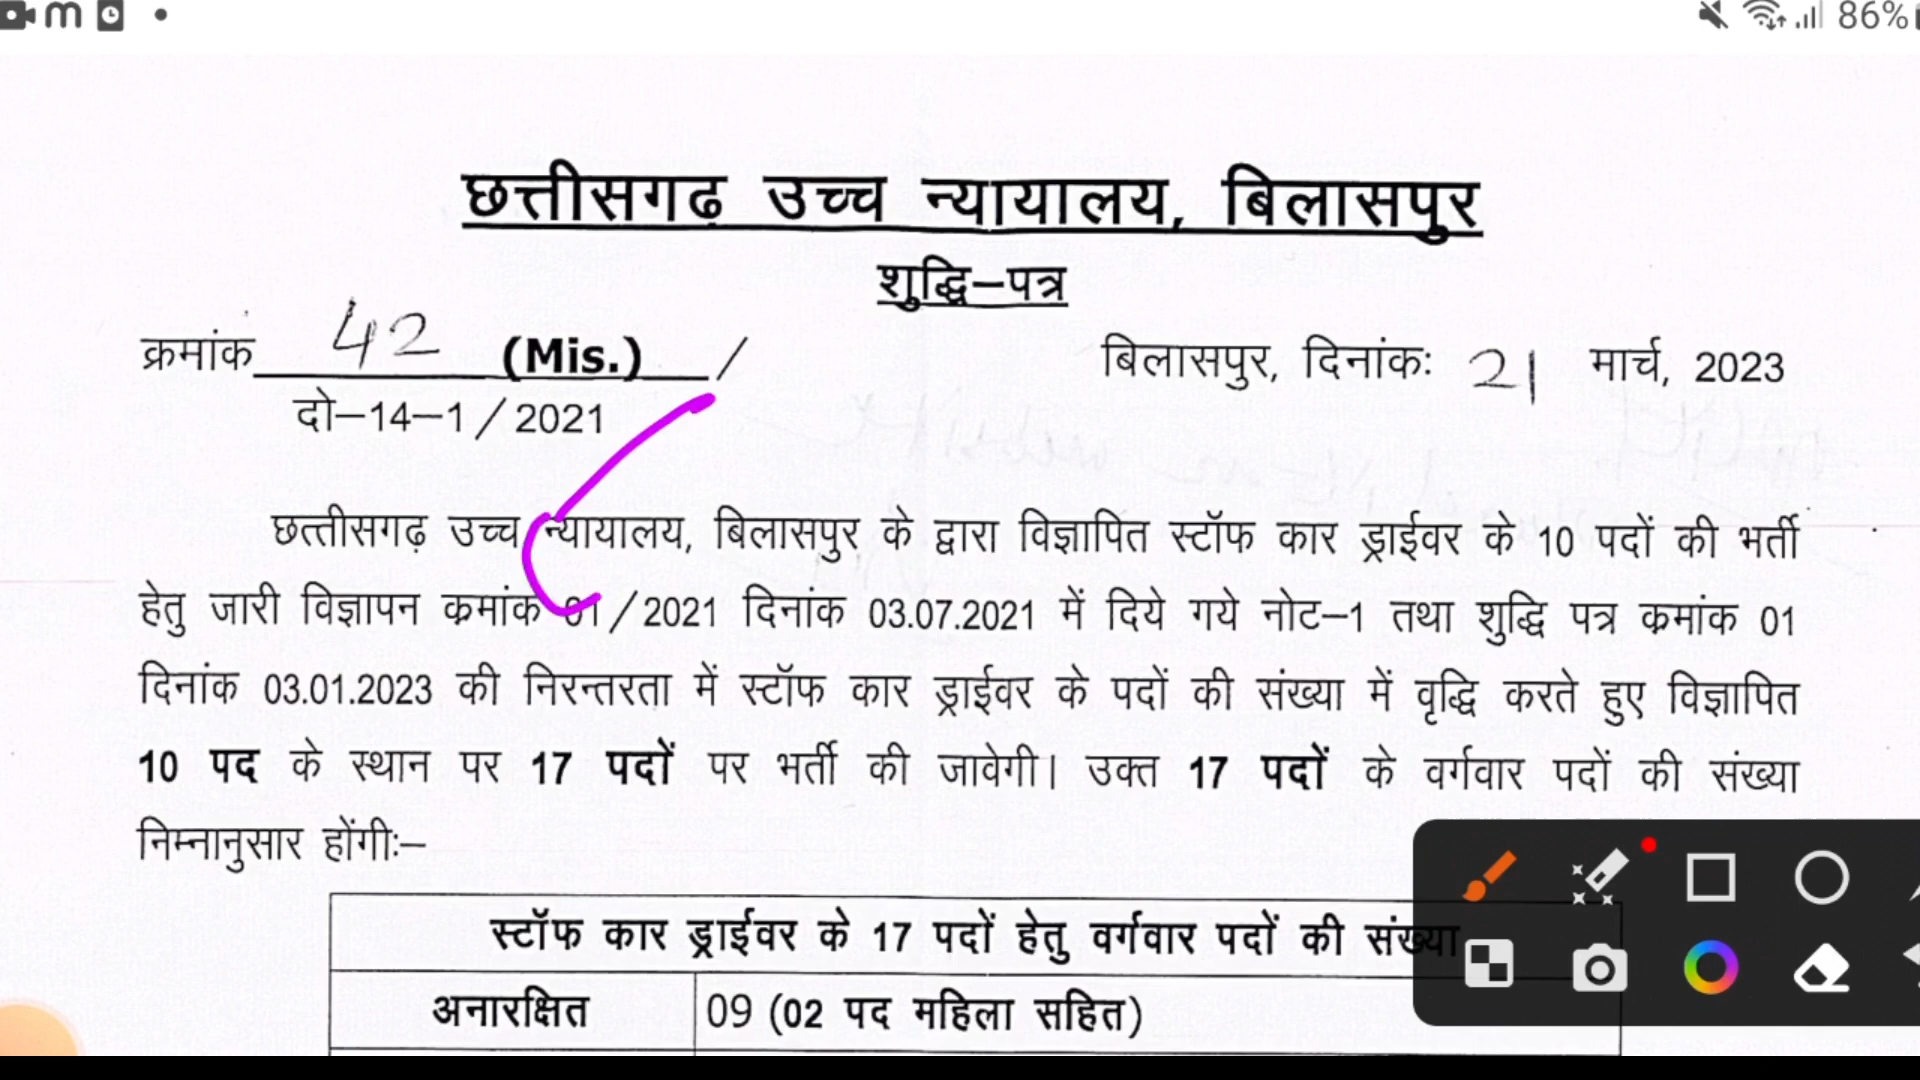 86%
छत्तीसगढ़ उच्च न्यायालय, बिलासपुर
शुद्धि–पत्र
क्रमांक 42 (Mis.) / बिलासपुर, दिनांकः 21 मार्च, 2023
दो–14–1/2021
छत्तीसगढ़ उच्च न्यायालय, बिलासपुर के द्वारा विज्ञापित स्टॉफ कार ड्राईवर के 10 पदों की भर्ती
हेतु जारी विज्ञापन क्रमांक 01/2021 दिनांक 03.07.2021 में दिये गये नोट–1 तथा शुद्धि पत्र क्रमांक 01
दिनांक 03.01.2023 की निरन्तरता में स्टॉफ कार ड्राईवर के पदों की संख्या में वृद्धि करते हुए विज्ञापित
10 पद के स्थान पर 17 पदों पर भर्ती की जावेगी। उक्त 17 पदों के वर्गवार पदों की संख्या
निम्नानुसार होंगीः–
स्टॉफ कार ड्राईवर के 17 पदों हेतु वर्गवार पदों की संख्या
अनारक्षित 09 (02 पद महिला सहित)